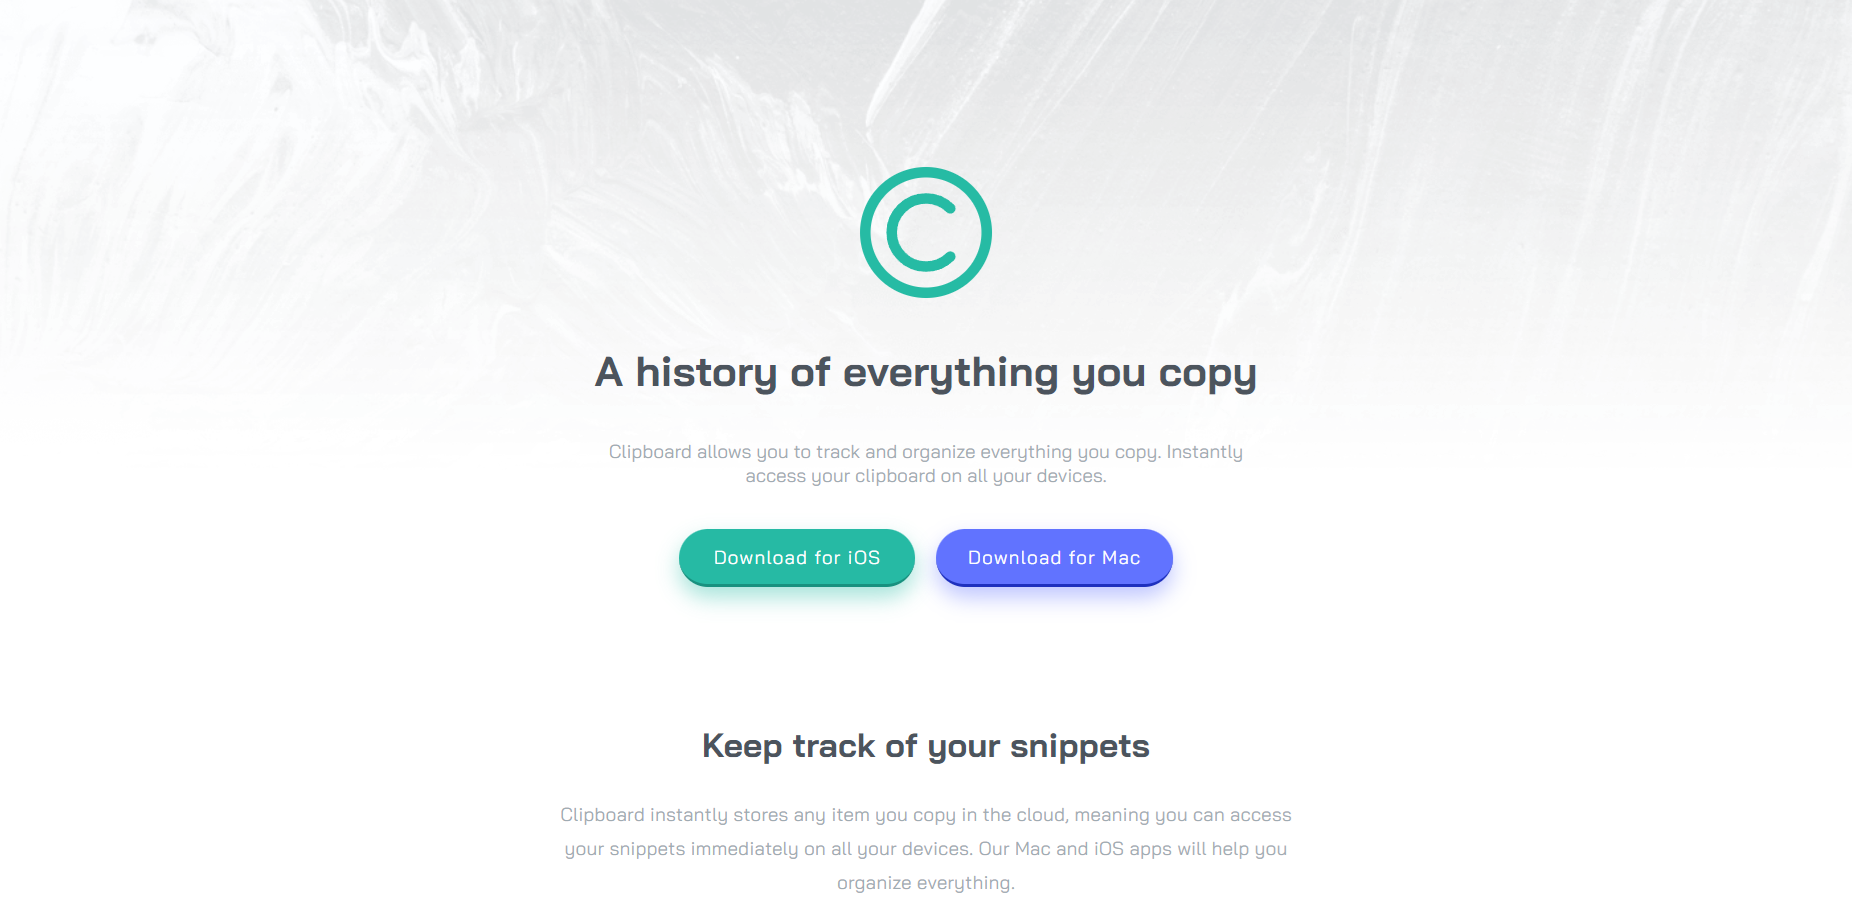 ©
A history of everything you copy
Clipboard allows you to track and organize everything you copy. Instantly
access your clipboard on all your devices.
Download for iOS
Download for Mac
Keep track of your snippets
Clipboard instantly stores any item you copy in the cloud, meaning you can access
your snippets immediately on all your devices. Our Mac and iOS apps will help you
organize everything.